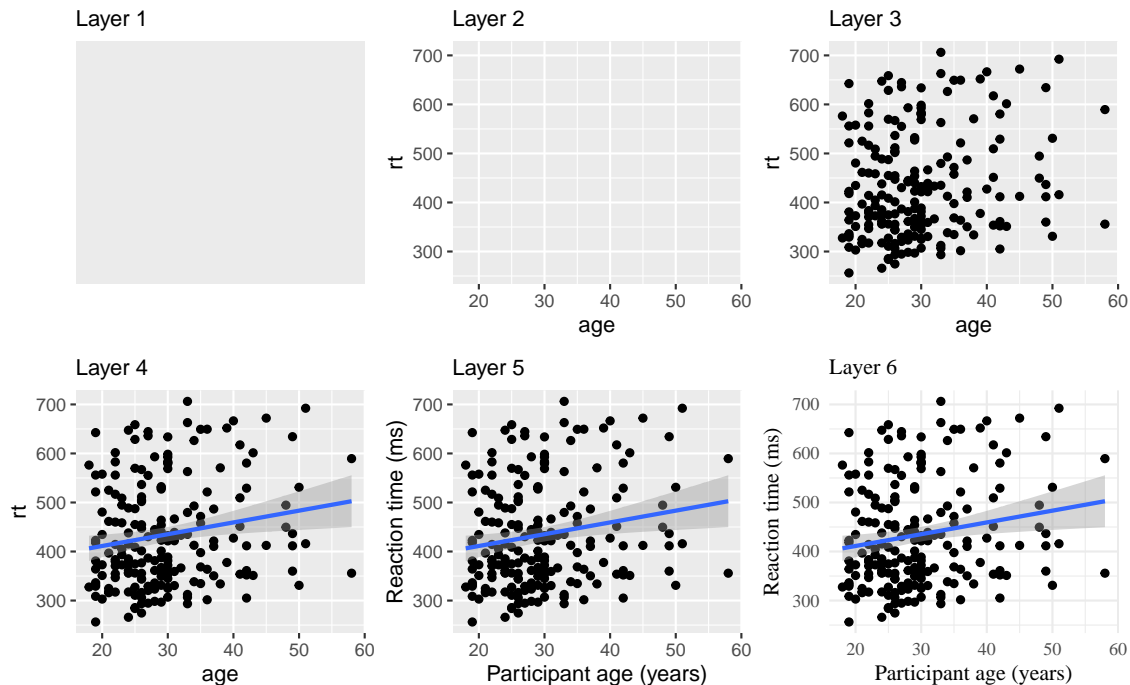 Layer 1
Layer 2
700
600
500
400
300
rt
20 30 40 50 60
age
Layer 3
700
600
500
400
300
rt
20 30 40 50 60
age
Layer 4
700
600
500
400
300
rt
20 30 40 50 60
age
Layer 5
700
600
500
400
300
Reaction time (ms)
20 30 40 50 60
Participant age (years)
Layer 6
700
600
500
400
300
Reaction time (ms)
20 30 40 50 60
Participant age (years)